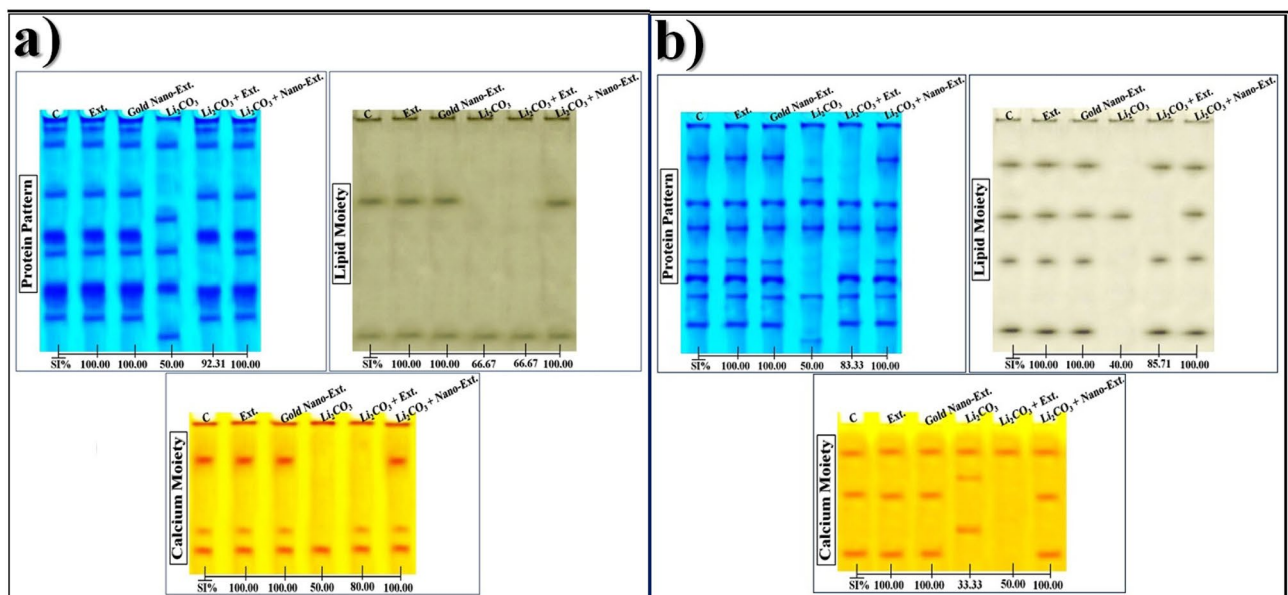 a)
Protein Pattern
C Ext. Gold Nano-Ext. Li₂CO₃ Li₂CO₃ + Ext. Li₂CO₃ + Nano-Ext.
SI% 100.00 100.00 50.00 92.31 100.00
Lipid Moiety
C Ext. Gold Nano-Ext. Li₂CO₃ Li₂CO₃ + Ext. Li₂CO₃ + Nano-Ext.
SI% 100.00 100.00 66.67 66.67 100.00
Calcium Moiety
C Ext. Gold Nano-Ext. Li₂CO₃ Li₂CO₃ + Ext. Li₂CO₃ + Nano-Ext.
SI% 100.00 100.00 50.00 80.00 100.00
b)
Protein Pattern
C Ext. Gold Nano-Ext. Li₂CO₃ Li₂CO₃ + Ext. Li₂CO₃ + Nano-Ext.
SI% 100.00 100.00 50.00 83.33 100.00
Lipid Moiety
C Ext. Gold Nano-Ext. Li₂CO₃ Li₂CO₃ + Ext. Li₂CO₃ + Nano-Ext.
SI% 100.00 100.00 40.00 85.71 100.00
Calcium Moiety
C Ext. Gold Nano-Ext. Li₂CO₃ Li₂CO₃ + Ext. Li₂CO₃ + Nano-Ext.
SI% 100.00 100.00 33.33 50.00 100.00